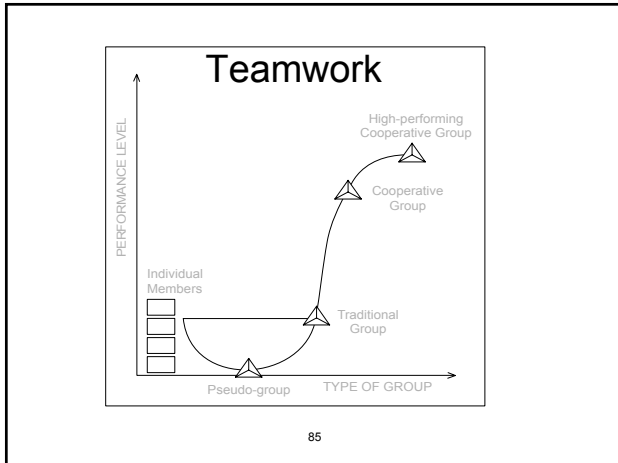 Teamwork
High-performing
Cooperative Group
PERFORMANCE LEVEL
Cooperative
Group
Individual
Members
Traditional
Group
Pseudo-group
TYPE OF GROUP
85